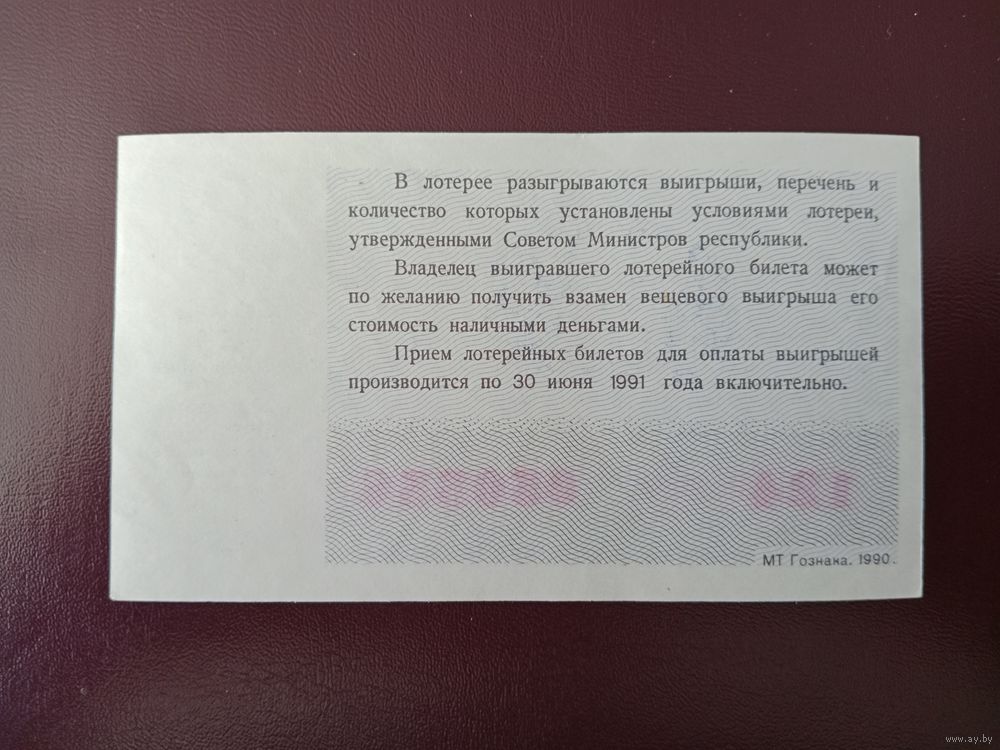 В лотерее разыгрываются выигрыши, перечень и
количество которых установлены условиями лотереи,
утвержденными Советом Министров республики.
Владелец выигравшего лотерейного билета может
по желанию получить взамен вещевого выигрыша его
стоимость наличными деньгами.
Прием лотерейных билетов для оплаты выигрышей
производится по 30 июня 1991 года включительно.
МТ Гознака. 1990.
www.ay.by